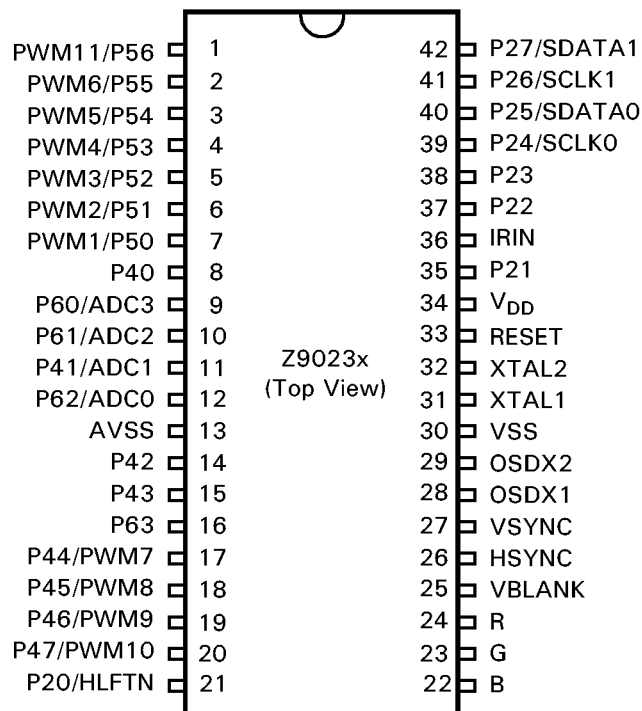 PWM11/P56 1 42 P27/SDATA1
PWM6/P55 2 41 P26/SCLK1
PWM5/P54 3 40 P25/SDATA0
PWM4/P53 4 39 P24/SCLK0
PWM3/P52 5 38 P23
PWM2/P51 6 37 P22
PWM1/P50 7 36 IRIN
P40 8 35 P21
P60/ADC3 9 34 VDD
P61/ADC2 10 33 RESET
P41/ADC1 11 Z9023x 32 XTAL2
P62/ADC0 12 (Top View) 31 XTAL1
AVSS 13 30 VSS
P42 14 29 OSDX2
P43 15 28 OSDX1
P63 16 27 VSYNC
P44/PWM7 17 26 HSYNC
P45/PWM8 18 25 VBLANK
P46/PWM9 19 24 R
P47/PWM10 20 23 G
P20/HLFTN 21 22 B